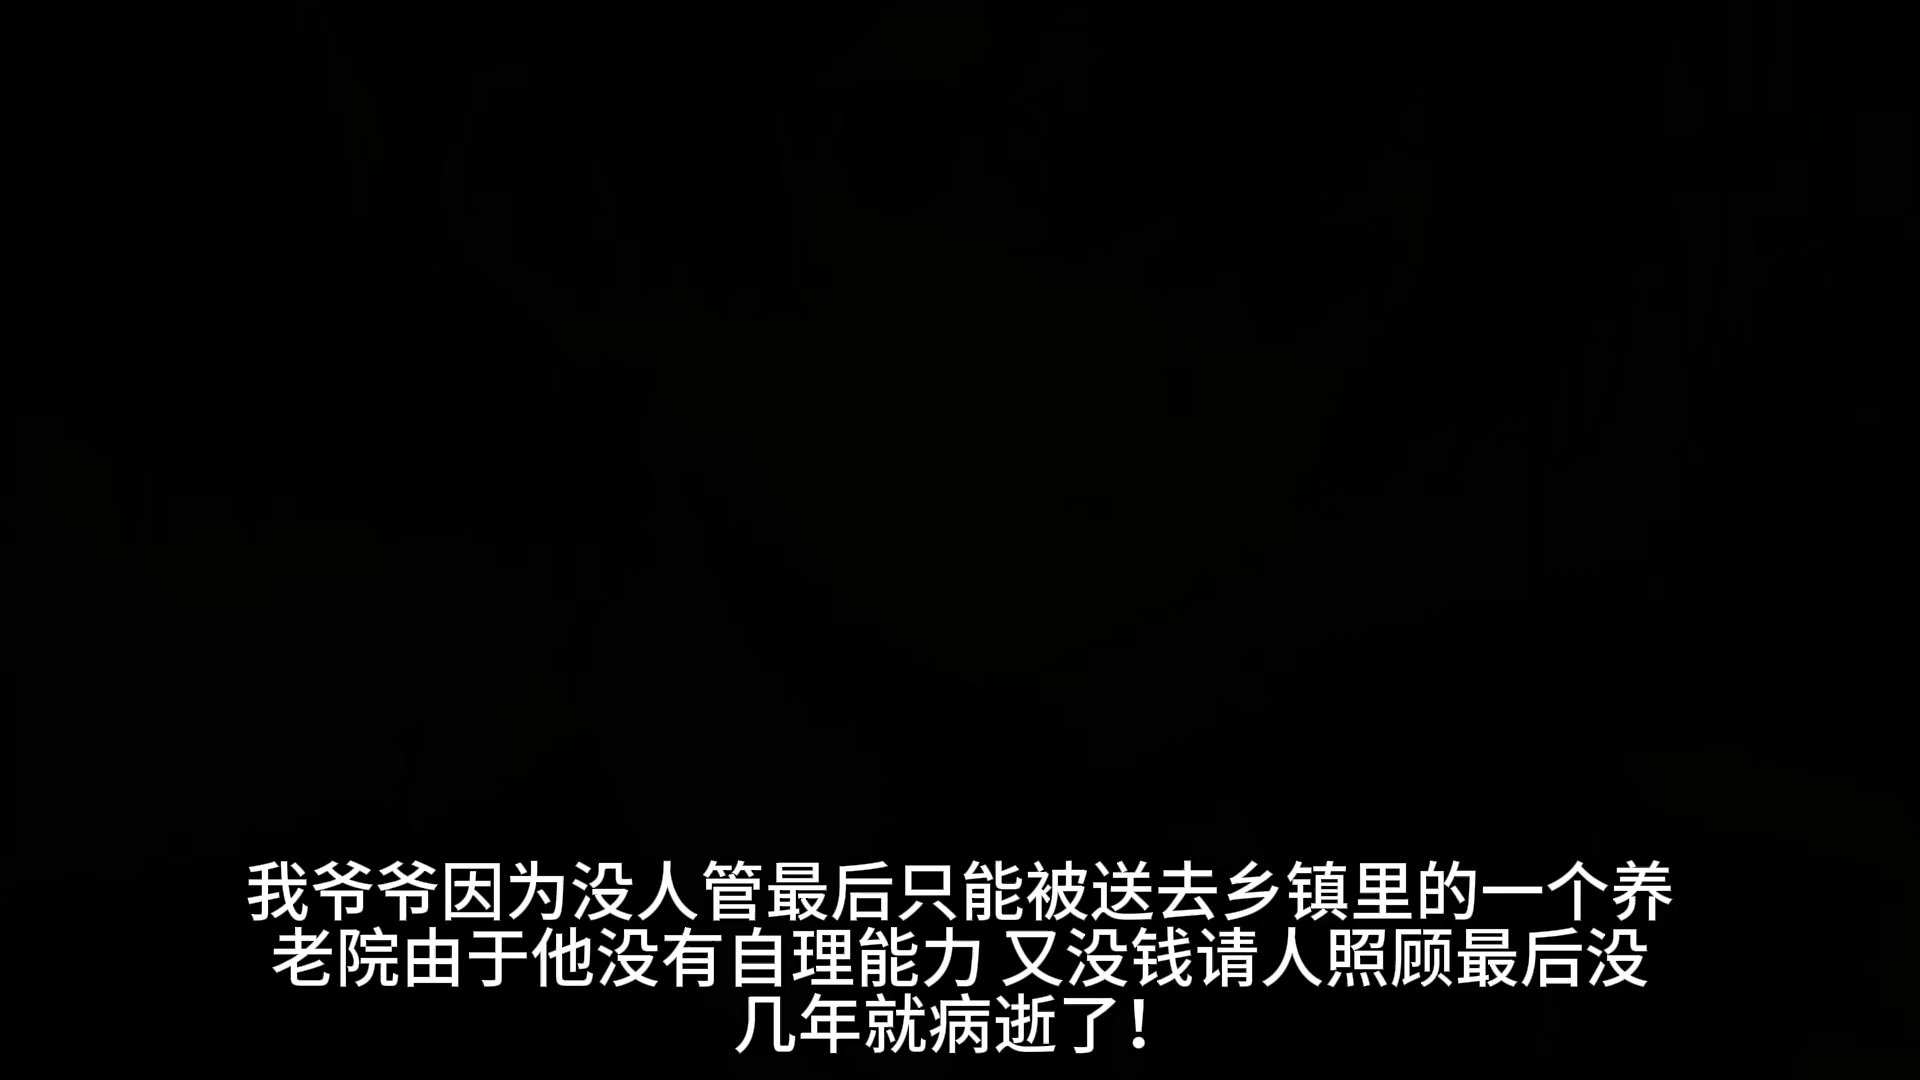 我爷爷因为没人管最后只能被送去乡镇里的一个养
老院由于他没有自理能力 又没钱请人照顾最后没
几年就病逝了！